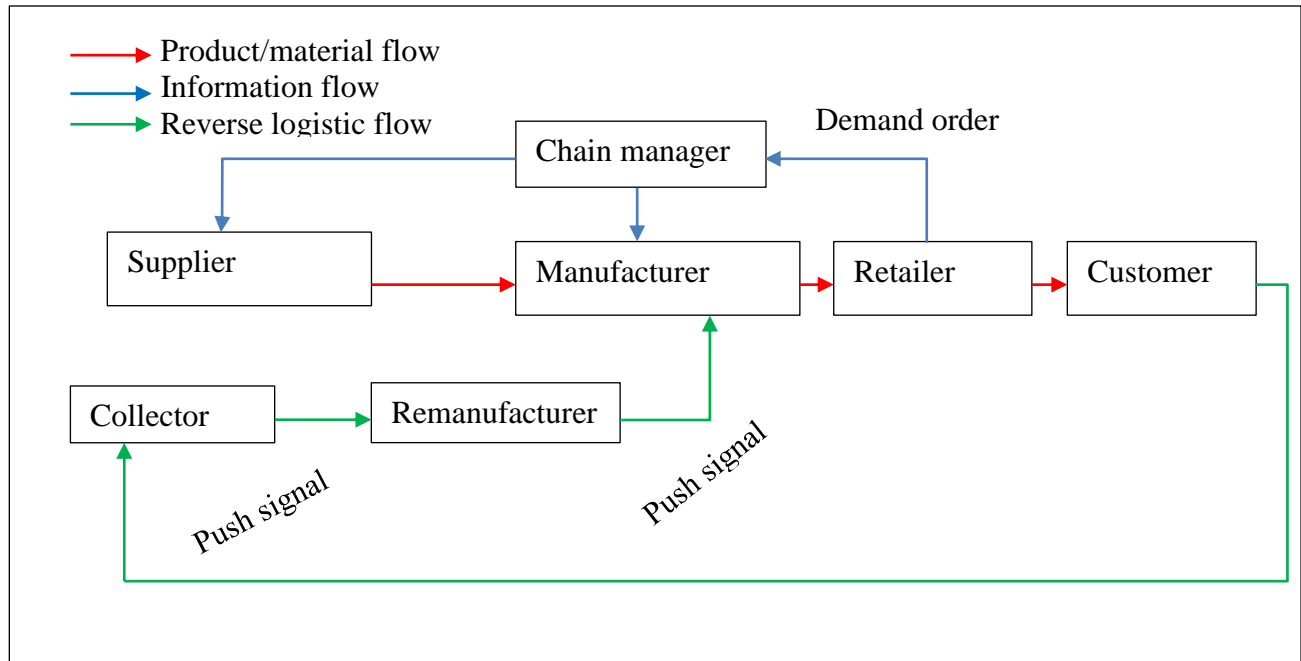 Product/material flow
Information flow
Reverse logistic flow
Demand order
Chain manager
Supplier
Manufacturer
Retailer
Customer
Collector
Remanufacturer
Push signal
Push signal